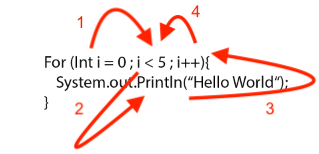 1
4
For (Int i = 0 ; i < 5 ; i++){
System.out.Println(“Hello World“);
}
2
3